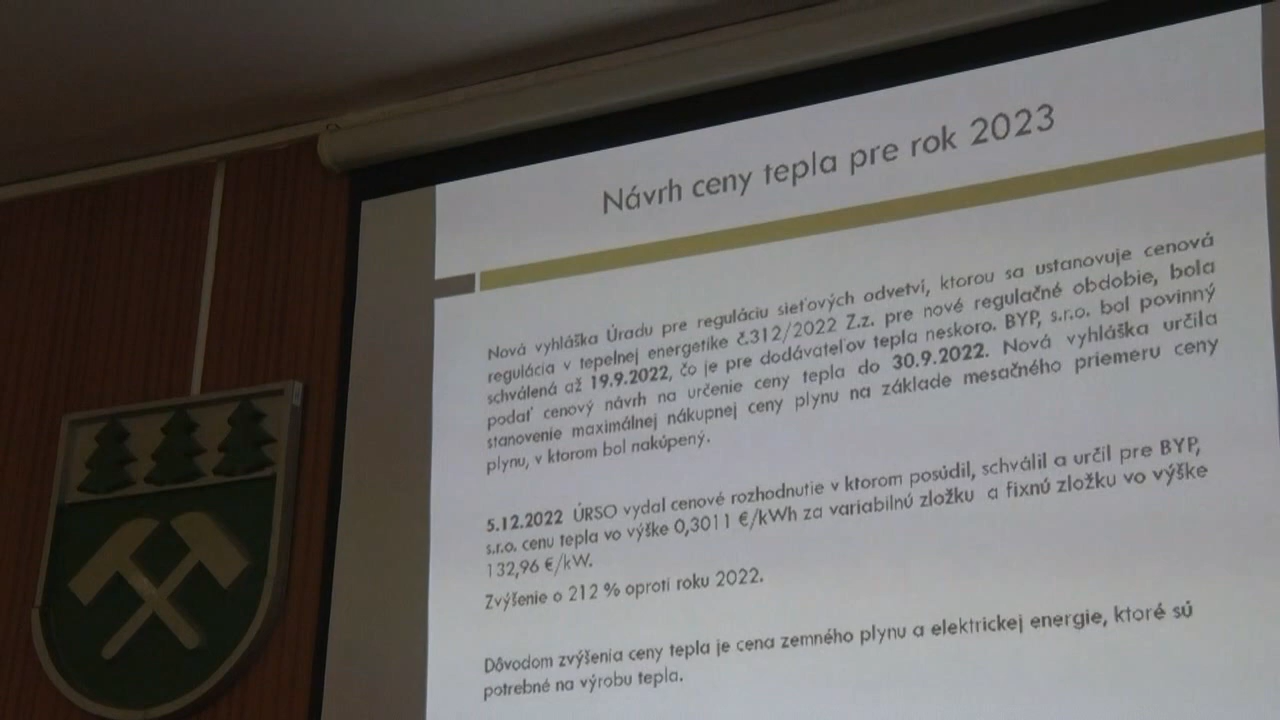 Návrh ceny tepla pre rok 2023
Nová vyhláška Úradu pre reguláciu sieťových odvetví, ktorou sa ustanovuje cenová
regulácia v tepelnej energetike č.312/2022 Z.z. pre nové regulačné obdobie, bola
schválená až 19.9.2022, čo je pre dodávateľov tepla neskoro. BYP, s.r.o. bol povinný
podať cenový návrh na určenie ceny tepla do 30.9.2022. Nová vyhláška určila
stanovenie maximálnej nákupnej ceny plynu na základe mesačného priemeru ceny
plynu, v ktorom bol nakúpený.
5.12.2022 ÚRSO vydal cenové rozhodnutie v ktorom posúdil, schválil a určil pre BYP,
s.r.o. cenu tepla vo výške 0,3011 €/kWh za variabilnú zložku a fixnú zložku vo výške
132,96 €/kW.
Zvýšenie o 212 % oproti roku 2022.
Dôvodom zvýšenia ceny tepla je cena zemného plynu a elektrickej energie, ktoré sú
potrebné na výrobu tepla.